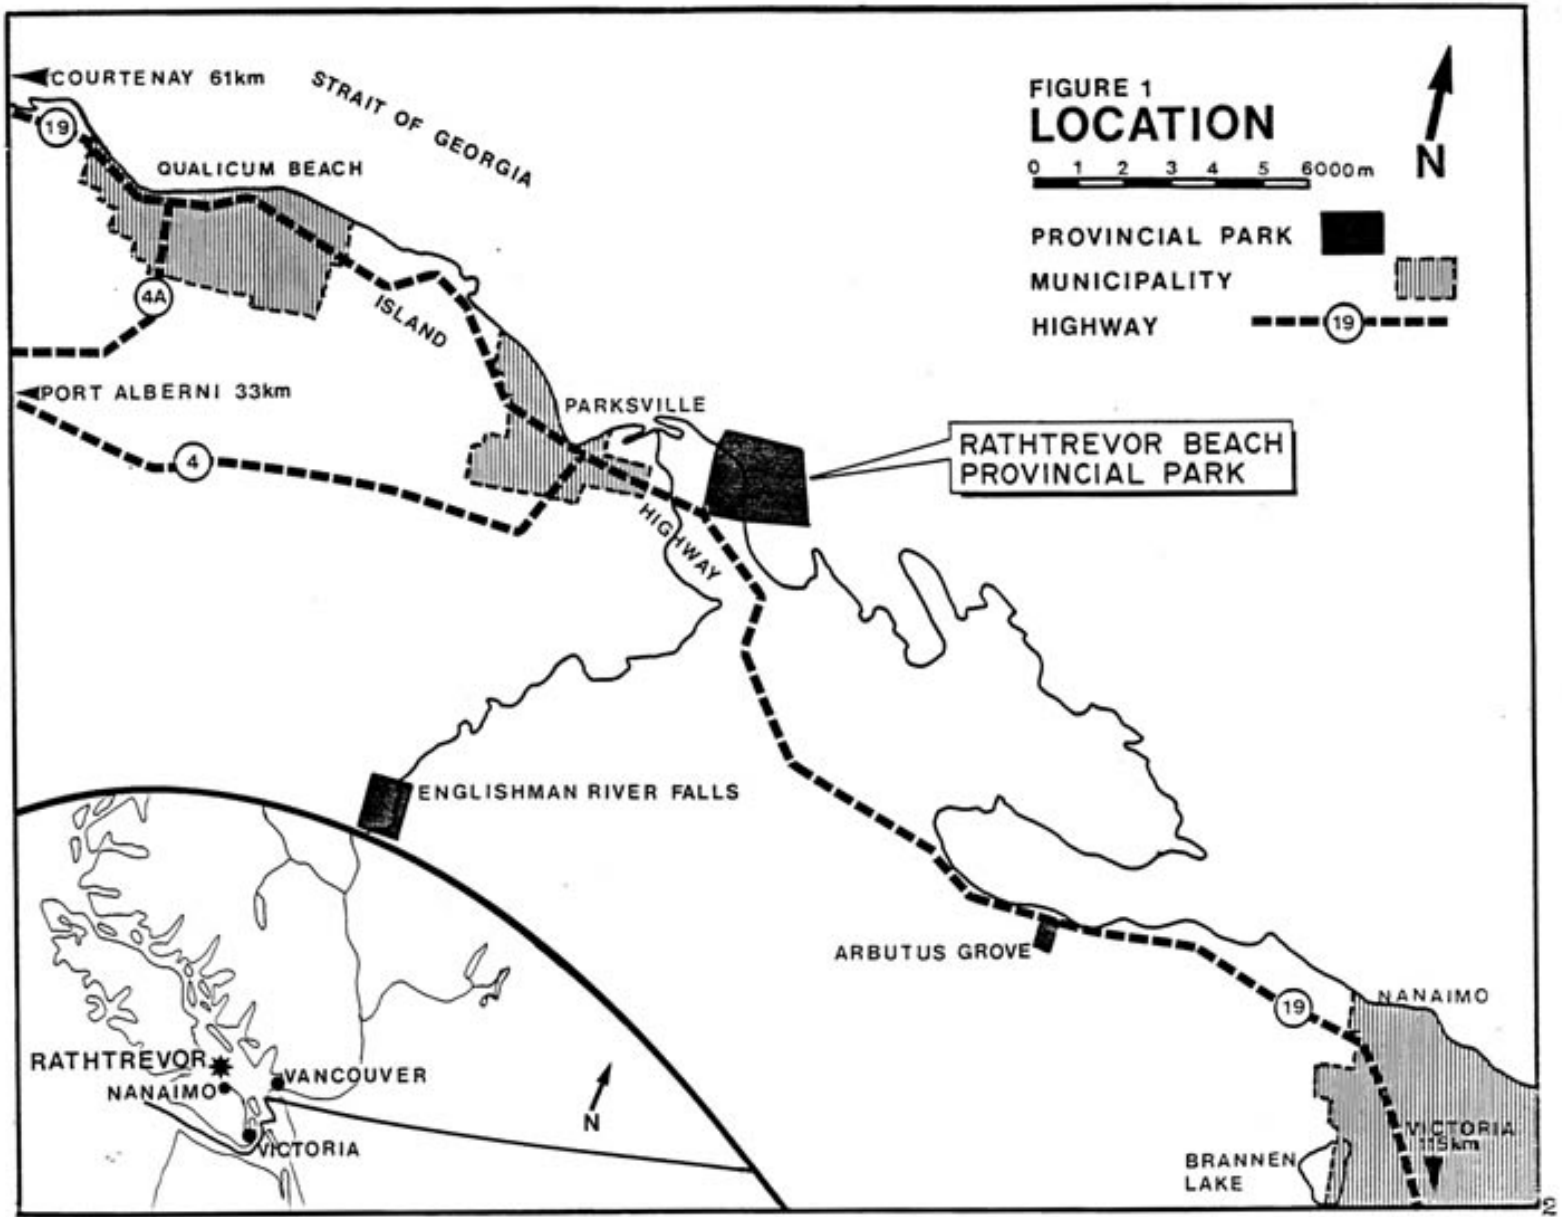 COURTENAY 61km
STRAIT OF GEORGIA
FIGURE 1
LOCATION
0 1 2 3 4 5 6000m
N
PROVINCIAL PARK
MUNICIPALITY
HIGHWAY 19
19
QUALICUM BEACH
4A
ISLAND
PORT ALBERNI 33km
4
PARKSVILLE
RATHTREVOR BEACH
PROVINCIAL PARK
HIGHWAY
ENGLISHMAN RIVER FALLS
ARBUTUS GROVE
19
NANAIMO
VICTORIA
115km
BRANNEN
LAKE
RATHTREVOR
NANAIMO
VANCOUVER
VICTORIA
N
2